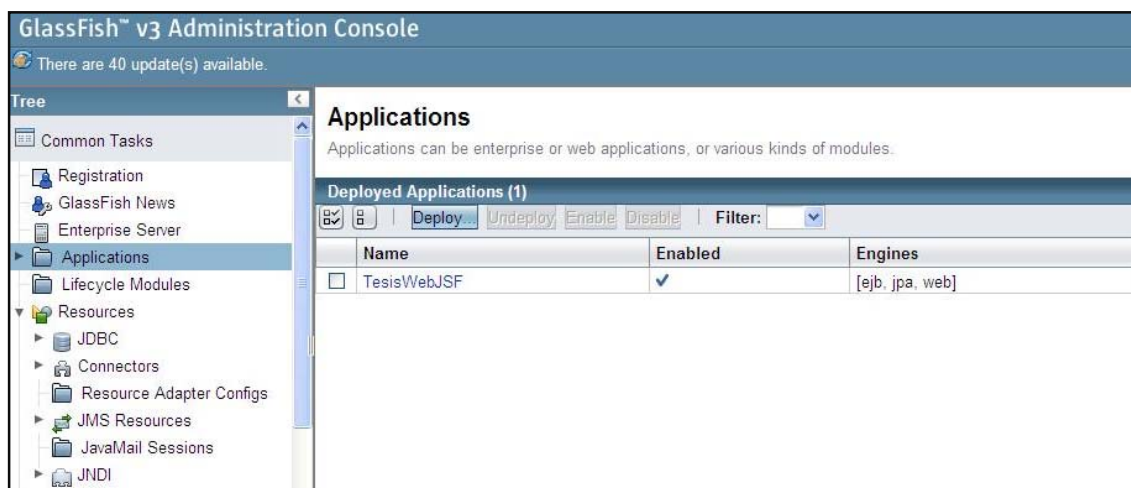 GlassFish™ v3 Administration Console
There are 40 update(s) available.
Tree
Common Tasks
Registration
GlassFish News
Enterprise Server
Applications
Lifecycle Modules
Resources
JDBC
Connectors
Resource Adapter Configs
JMS Resources
JavaMail Sessions
JNDI
Applications
Applications can be enterprise or web applications, or various kinds of modules.
Deployed Applications (1)
Deploy... Undeploy Enable Disable Filter:
Name Enabled Engines
TesisWebJSF [ejb, jpa, web]